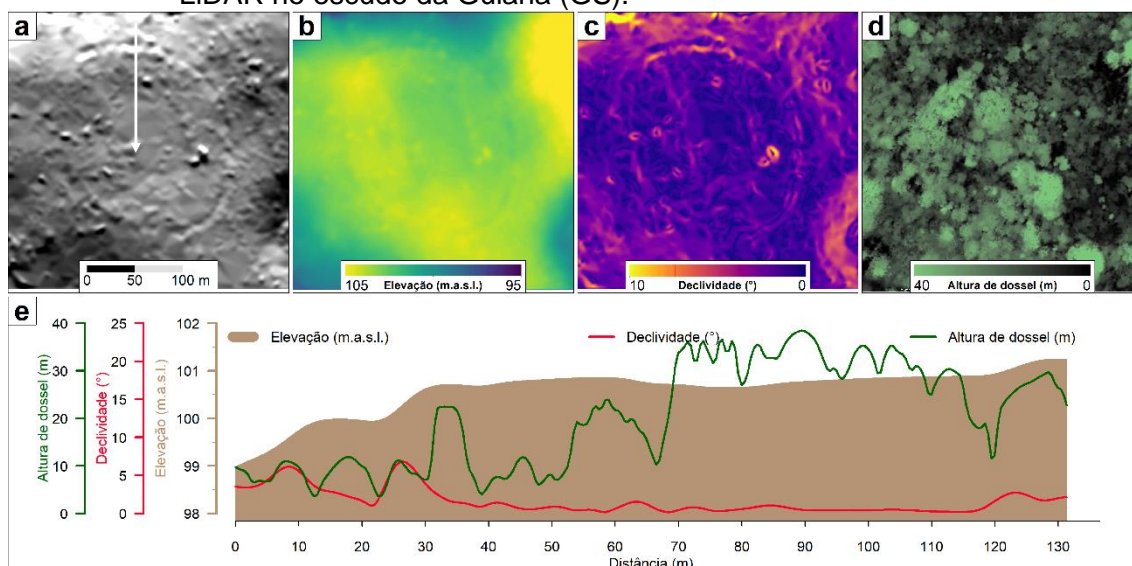 LiDAR no escudo da Guiana (GS).
a
b
c
d
0 50 100 m
105 Elevação (m.a.s.l.) 95
10 Declividade (°) 0
40 Altura de dossel (m) 0
e
Altura de dossel (m)
40
30
20
10
0
Declividade (°)
25
20
15
10
5
0
Elevação (m.a.s.l.)
102
101
100
99
98
Elevação (m.a.s.l.) Declividade (°) Altura de dossel (m)
0 10 20 30 40 50 60 70 80 90 100 110 120 130
Distância (m)